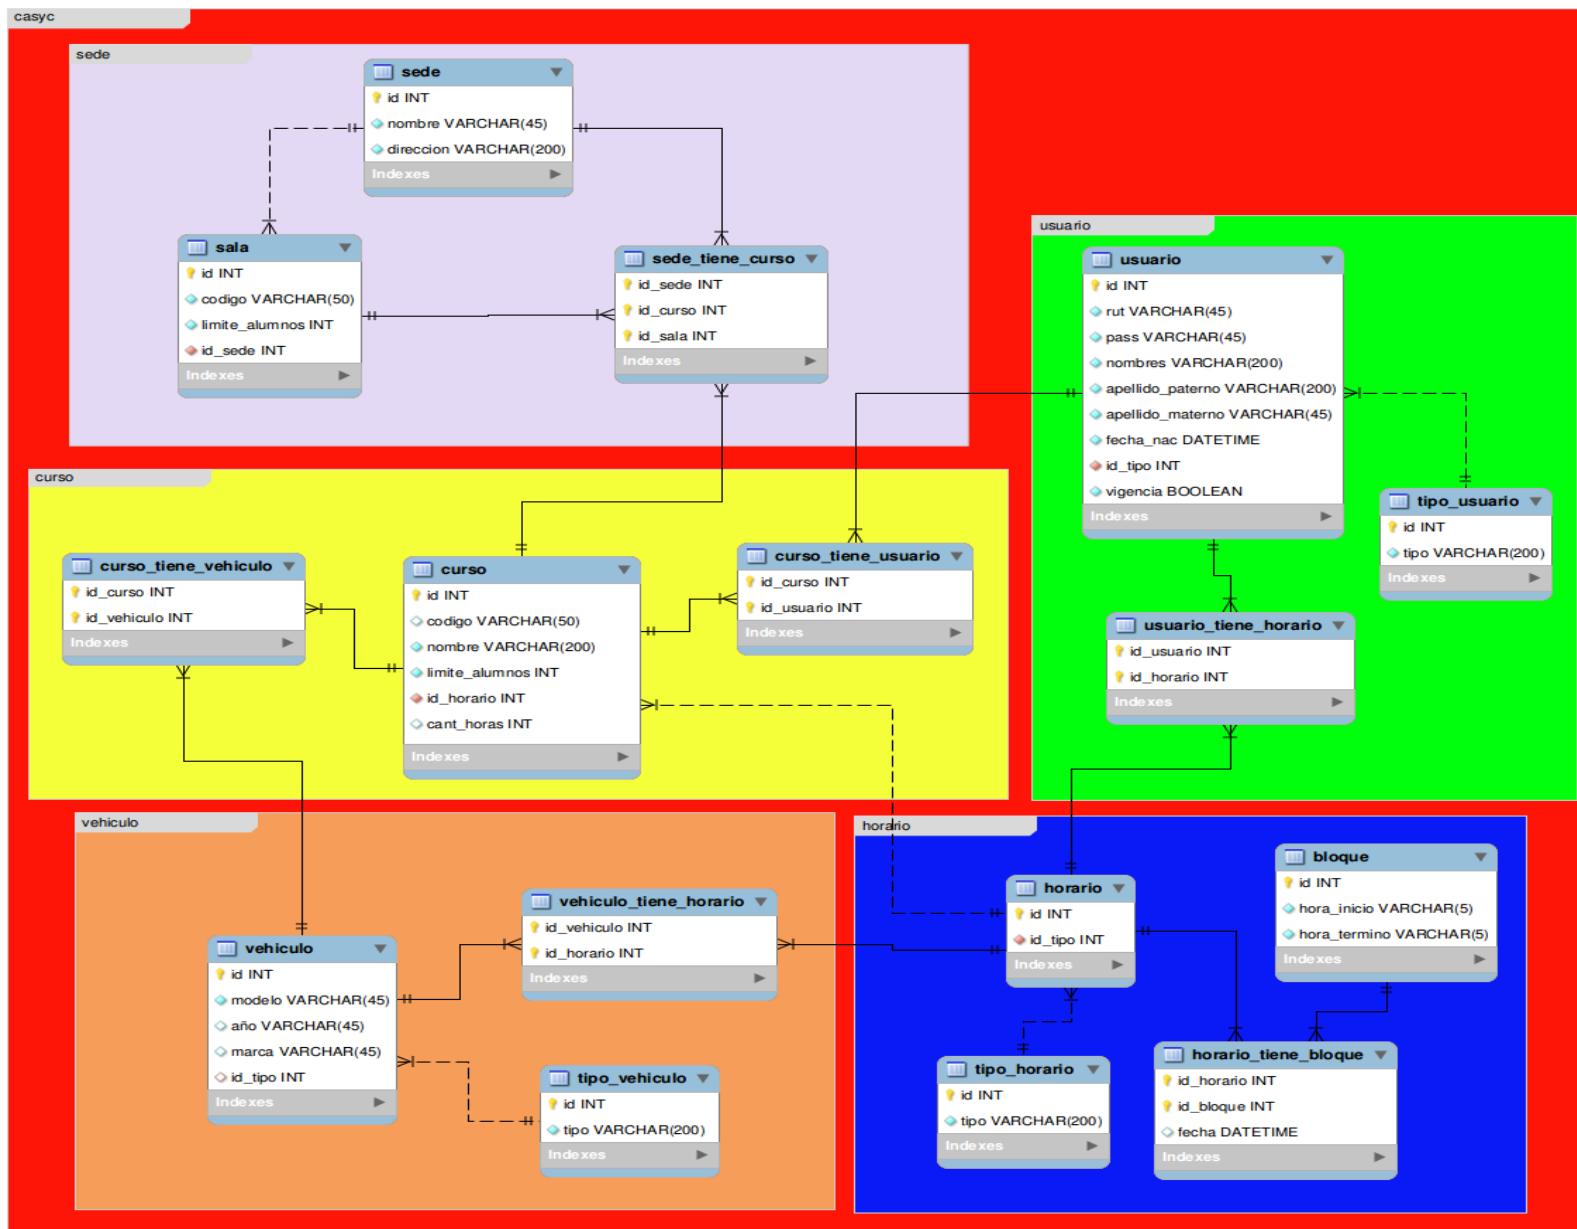 casyc
sede
sede
id INT
nombre VARCHAR(45)
direccion VARCHAR(200)
Indexes
sala
id INT
codigo VARCHAR(50)
limite_alumnos INT
id_sede INT
Indexes
sede_tiene_curso
id_sede INT
id_curso INT
id_sala INT
Indexes
usuario
usuario
id INT
rut VARCHAR(45)
pass VARCHAR(45)
nombres VARCHAR(200)
apellido_paterno VARCHAR(200)
apellido_materno VARCHAR(45)
fecha_nac DATETIME
id_tipo INT
vigencia BOOLEAN
Indexes
tipo_usuario
id INT
tipo VARCHAR(200)
Indexes
usuario_tiene_horario
id_usuario INT
id_horario INT
Indexes
curso
curso_tiene_vehiculo
id_curso INT
id_vehiculo INT
Indexes
curso
id INT
codigo VARCHAR(50)
nombre VARCHAR(200)
limite_alumnos INT
id_horario INT
cant_horas INT
Indexes
curso_tiene_usuario
id_curso INT
id_usuario INT
Indexes
vehiculo
vehiculo
id INT
modelo VARCHAR(45)
año VARCHAR(45)
marca VARCHAR(45)
id_tipo INT
Indexes
vehiculo_tiene_horario
id_vehiculo INT
id_horario INT
Indexes
tipo_vehiculo
id INT
tipo VARCHAR(200)
Indexes
horario
horario
id INT
id_tipo INT
Indexes
bloque
id INT
hora_inicio VARCHAR(5)
hora_termino VARCHAR(5)
Indexes
tipo_horario
id INT
tipo VARCHAR(200)
Indexes
horario_tiene_bloque
id_horario INT
id_bloque INT
fecha DATETIME
Indexes